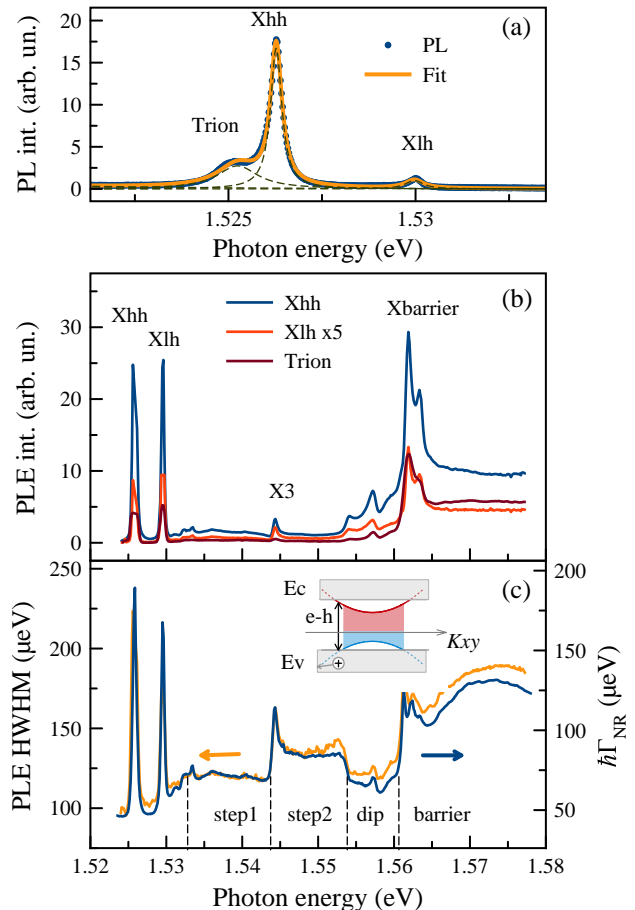 (a)
Xhh
PL
Fit
Trion
Xlh
20
15
10
5
0
PL int. (arb. un.)
1.525
1.53
Photon energy (eV)
(b)
Xhh
Xlh
Xhh
Xlh x5
Trion
Xbarrier
X3
30
20
10
0
PLE int. (arb. un.)
(c)
Ec
e-h
Kxy
Ev
+
250
200
150
100
PLE HWHM (µeV)
200
150
100
50
ħΓNR (µeV)
step1
step2
dip
barrier
1.52
1.53
1.54
1.55
1.56
1.57
1.58
Photon energy (eV)